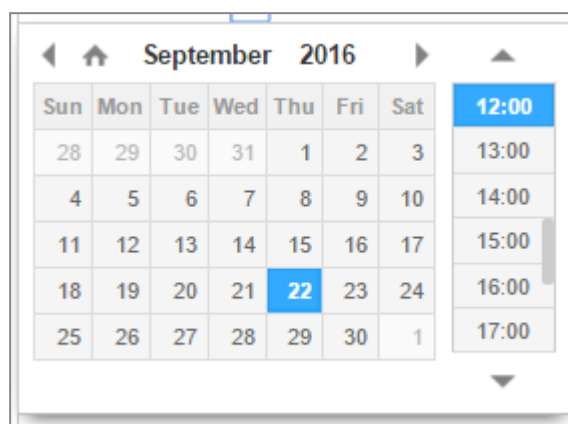 September 2016
Sun Mon Tue Wed Thu Fri Sat
28 29 30 31 1 2 3
4 5 6 7 8 9 10
11 12 13 14 15 16 17
18 19 20 21 22 23 24
25 26 27 28 29 30 1
12:00
13:00
14:00
15:00
16:00
17:00